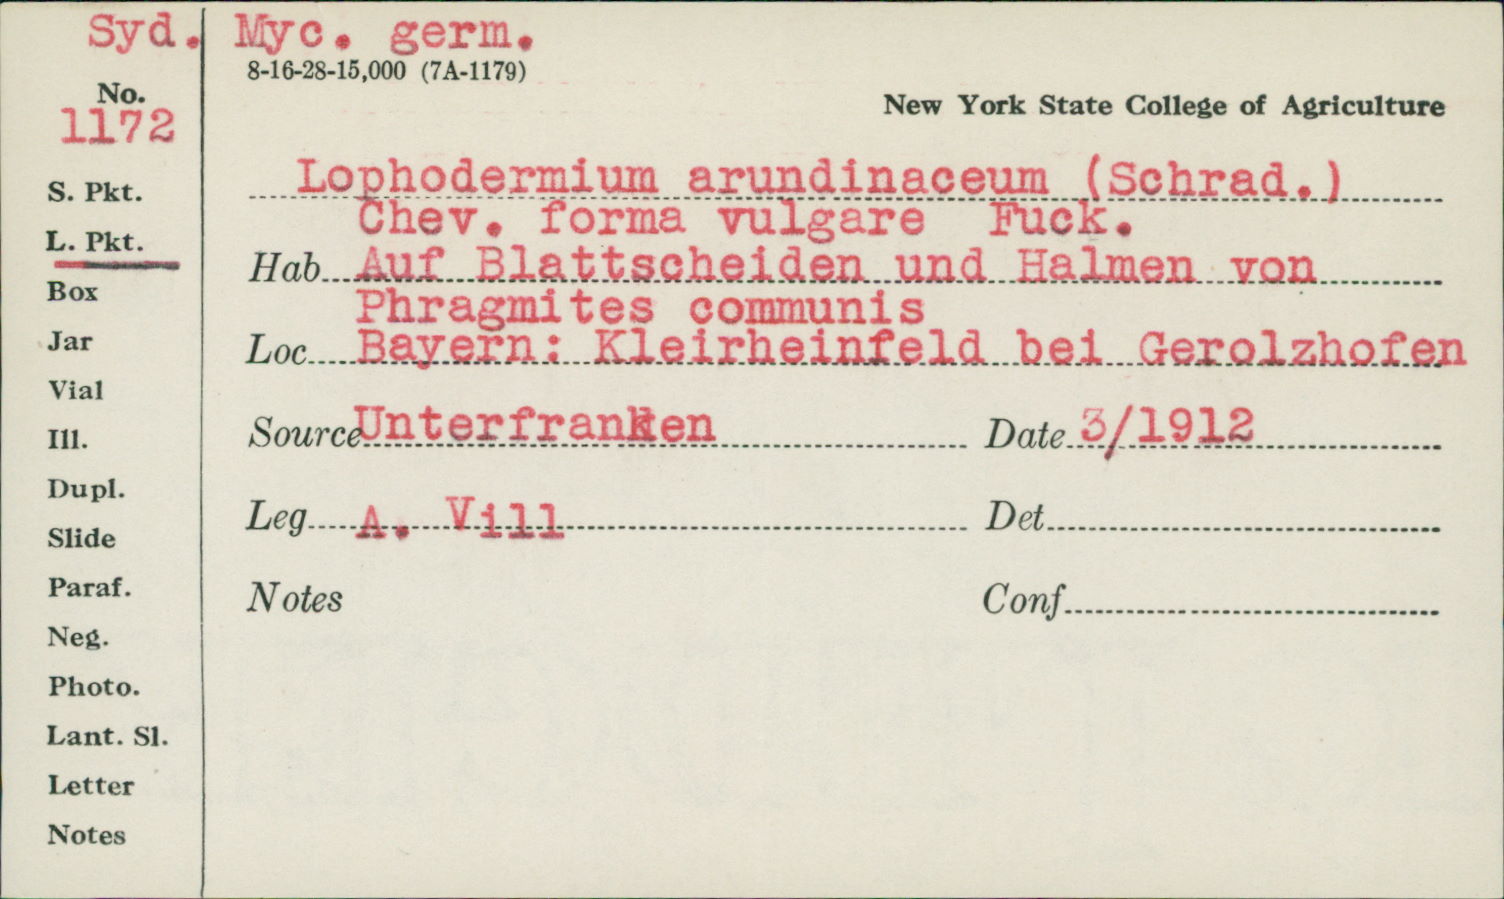 Syd. Myc. germ.
8-16-28-15,000 (7A-1179)
No.
1172
New York State College of Agriculture
S. Pkt.
L. Pkt.
Box
Jar
Vial
Ill.
Dupl.
Slide
Paraf.
Neg.
Photo.
Lant. Sl.
Letter
Notes
Lophodermium arundinaceum (Schrad.)
Chev. forma vulgare Fuck.
Hab Auf Blattscheiden und Halmen von
Phragmites communis
Loc Bayern: Kleirheinfeld bei Gerolzhofen
Source Unterfranken Date 3/1912
Leg A. Vill Det
Notes Conf